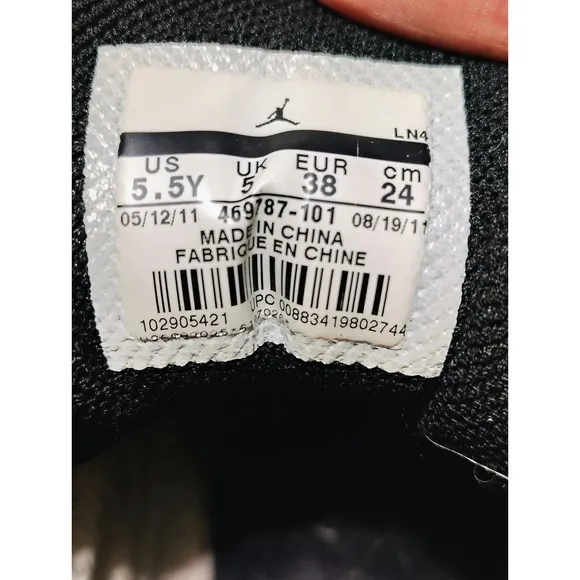 LN4
US UK EUR cm
5.5Y 5 38 24
05/12/11 469787-101 08/19/11
MADE IN CHINA
FABRIQUE EN CHINE
102905421 UPC 00883419802744